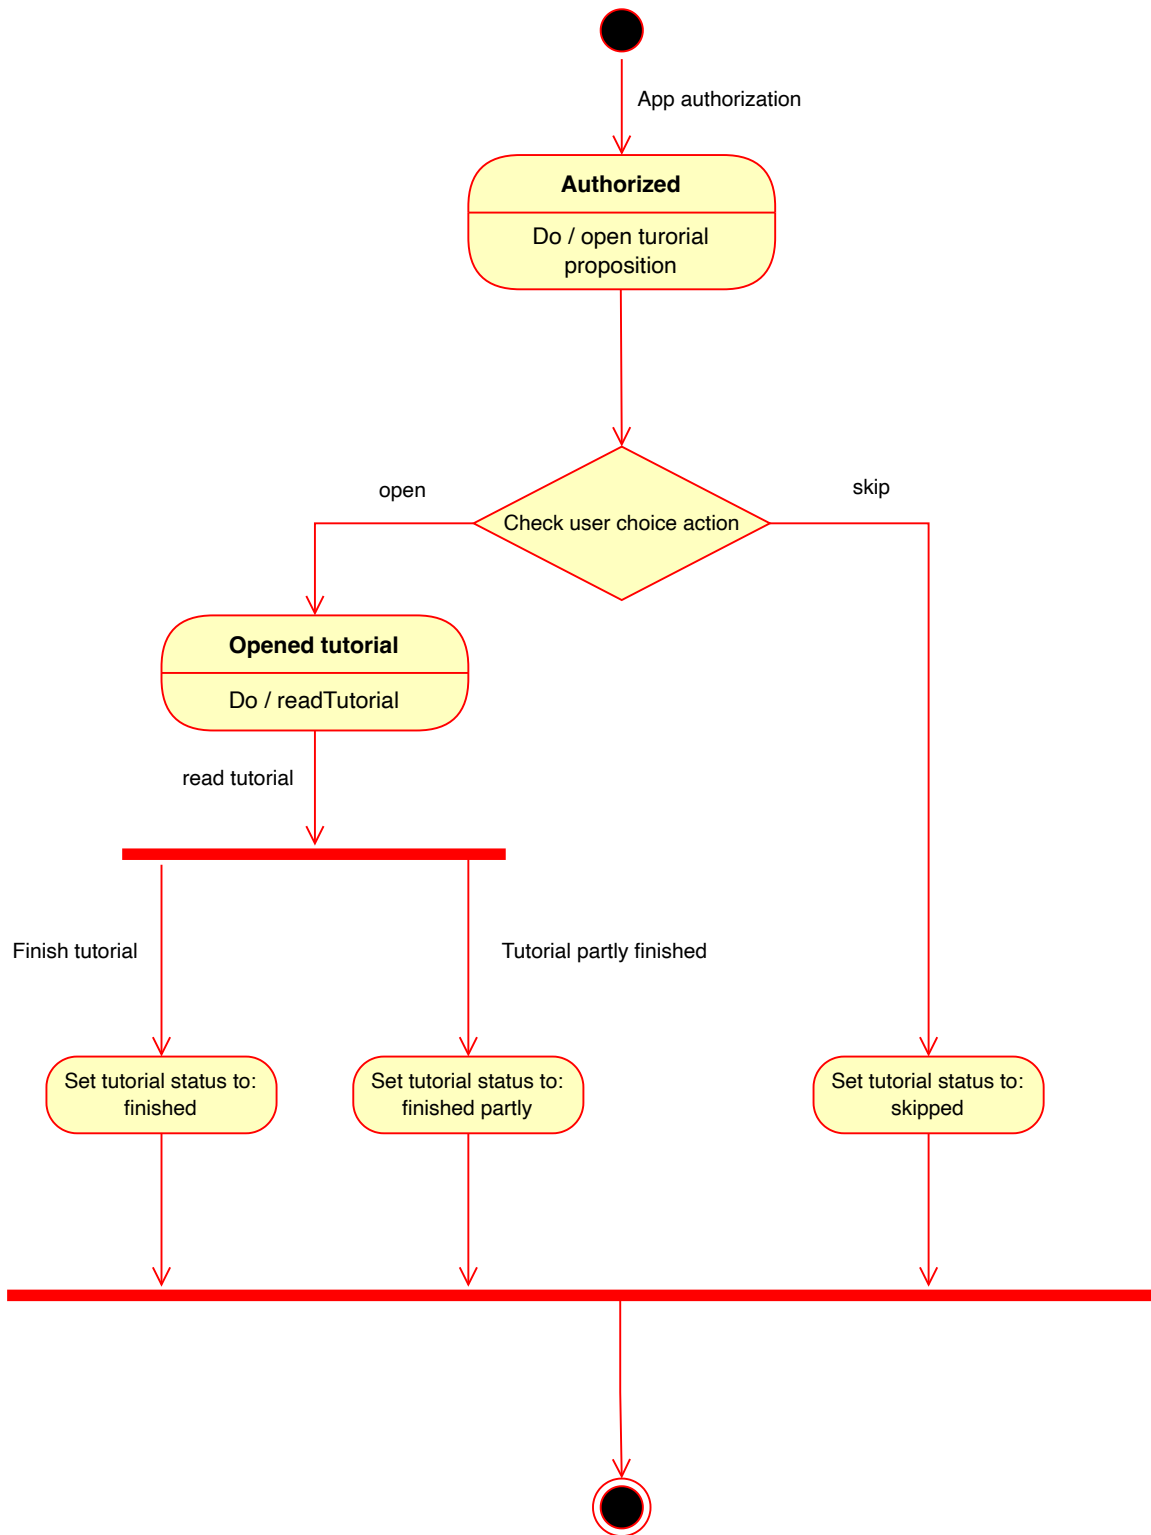 App authorization
Authorized
Do / open turorial
proposition
open
skip
Check user choice action
Opened tutorial
Do / readTutorial
read tutorial
Finish tutorial
Tutorial partly finished
Set tutorial status to:
finished
Set tutorial status to:
finished partly
Set tutorial status to:
skipped